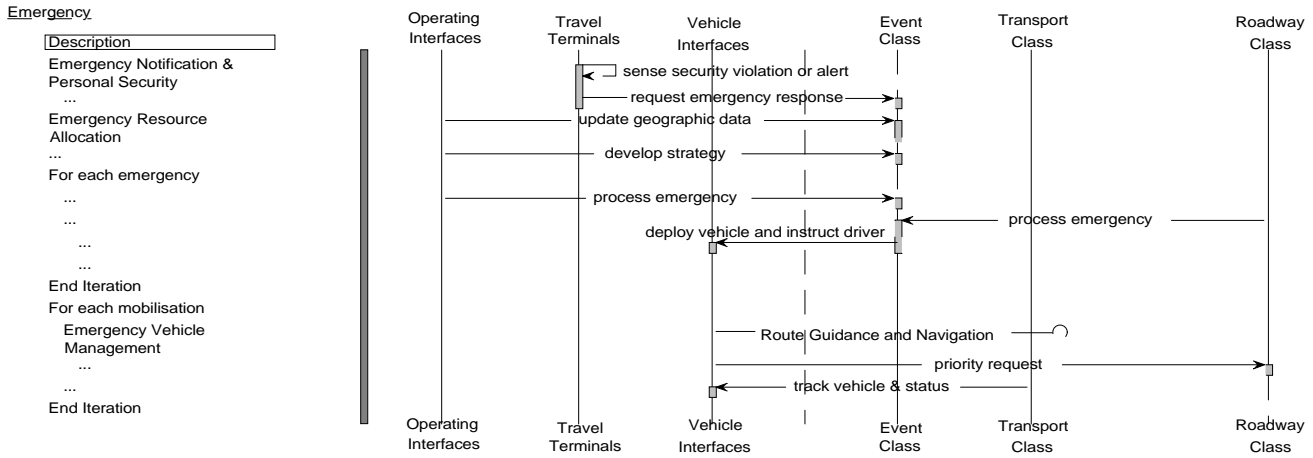 Emergency
Operating Interfaces
Travel Terminals
Vehicle Interfaces
Event Class
Transport Class
Roadway Class
Description
Emergency Notification &
Personal Security
...
Emergency Resource
Allocation
...
For each emergency
...
...
...
...
End Iteration
For each mobilisation
Emergency Vehicle
Management
...
...
End Iteration
sense security violation or alert
request emergency response
update geographic data
develop strategy
process emergency
process emergency
deploy vehicle and instruct driver
Route Guidance and Navigation
priority request
track vehicle & status
Operating Interfaces
Travel Terminals
Vehicle Interfaces
Event Class
Transport Class
Roadway Class